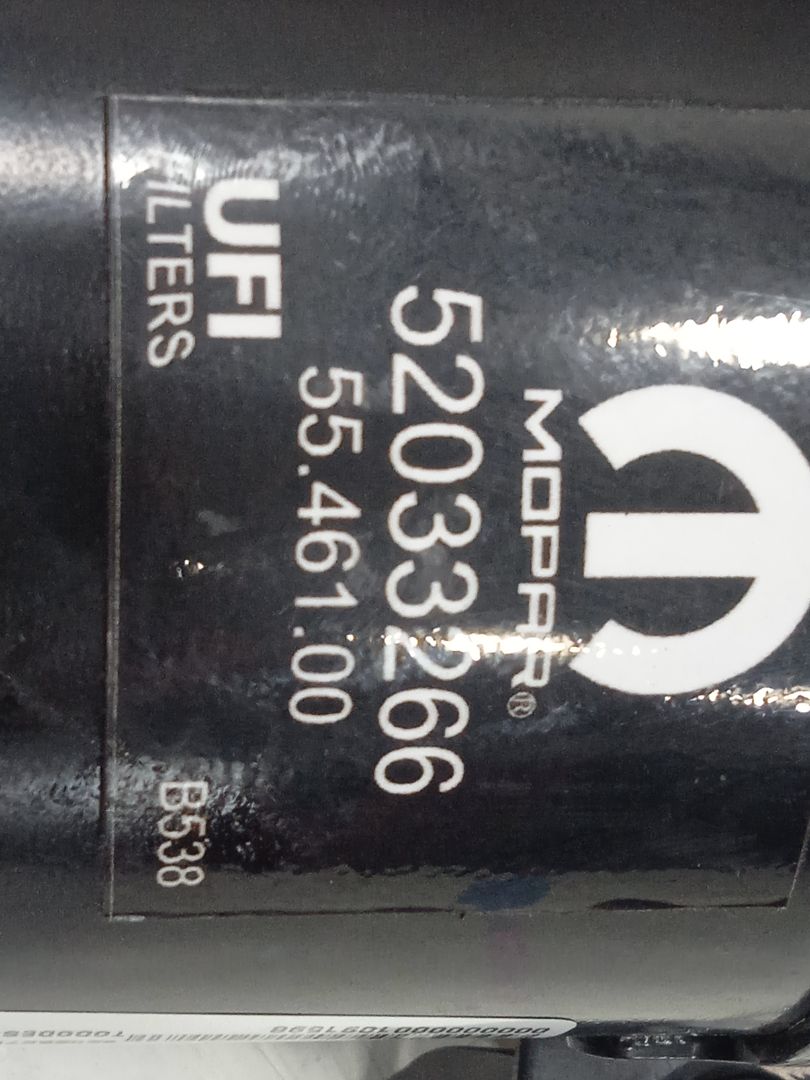 MOPAR®
52033266
55.461.00
UFI
FILTERS
B538